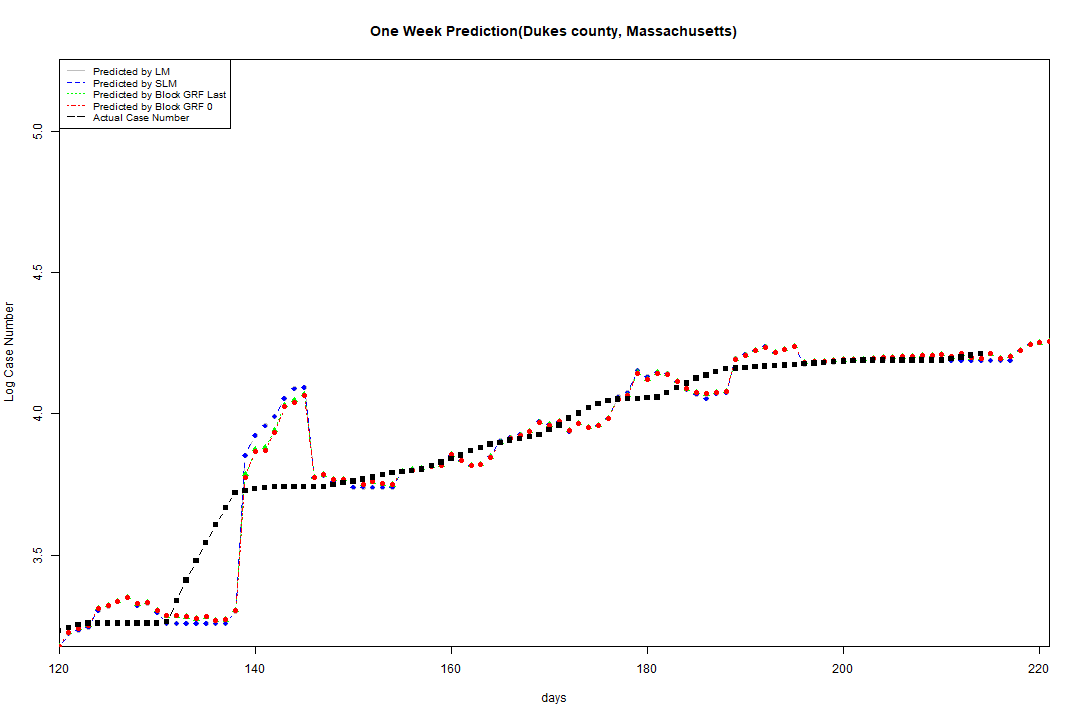 One Week Prediction(Dukes county, Massachusetts)
Predicted by LM
Predicted by SLM
Predicted by Block GRF Last
Predicted by Block GRF 0
Actual Case Number
5.0
4.5
4.0
3.5
Log Case Number
120 140 160 180 200 220
days